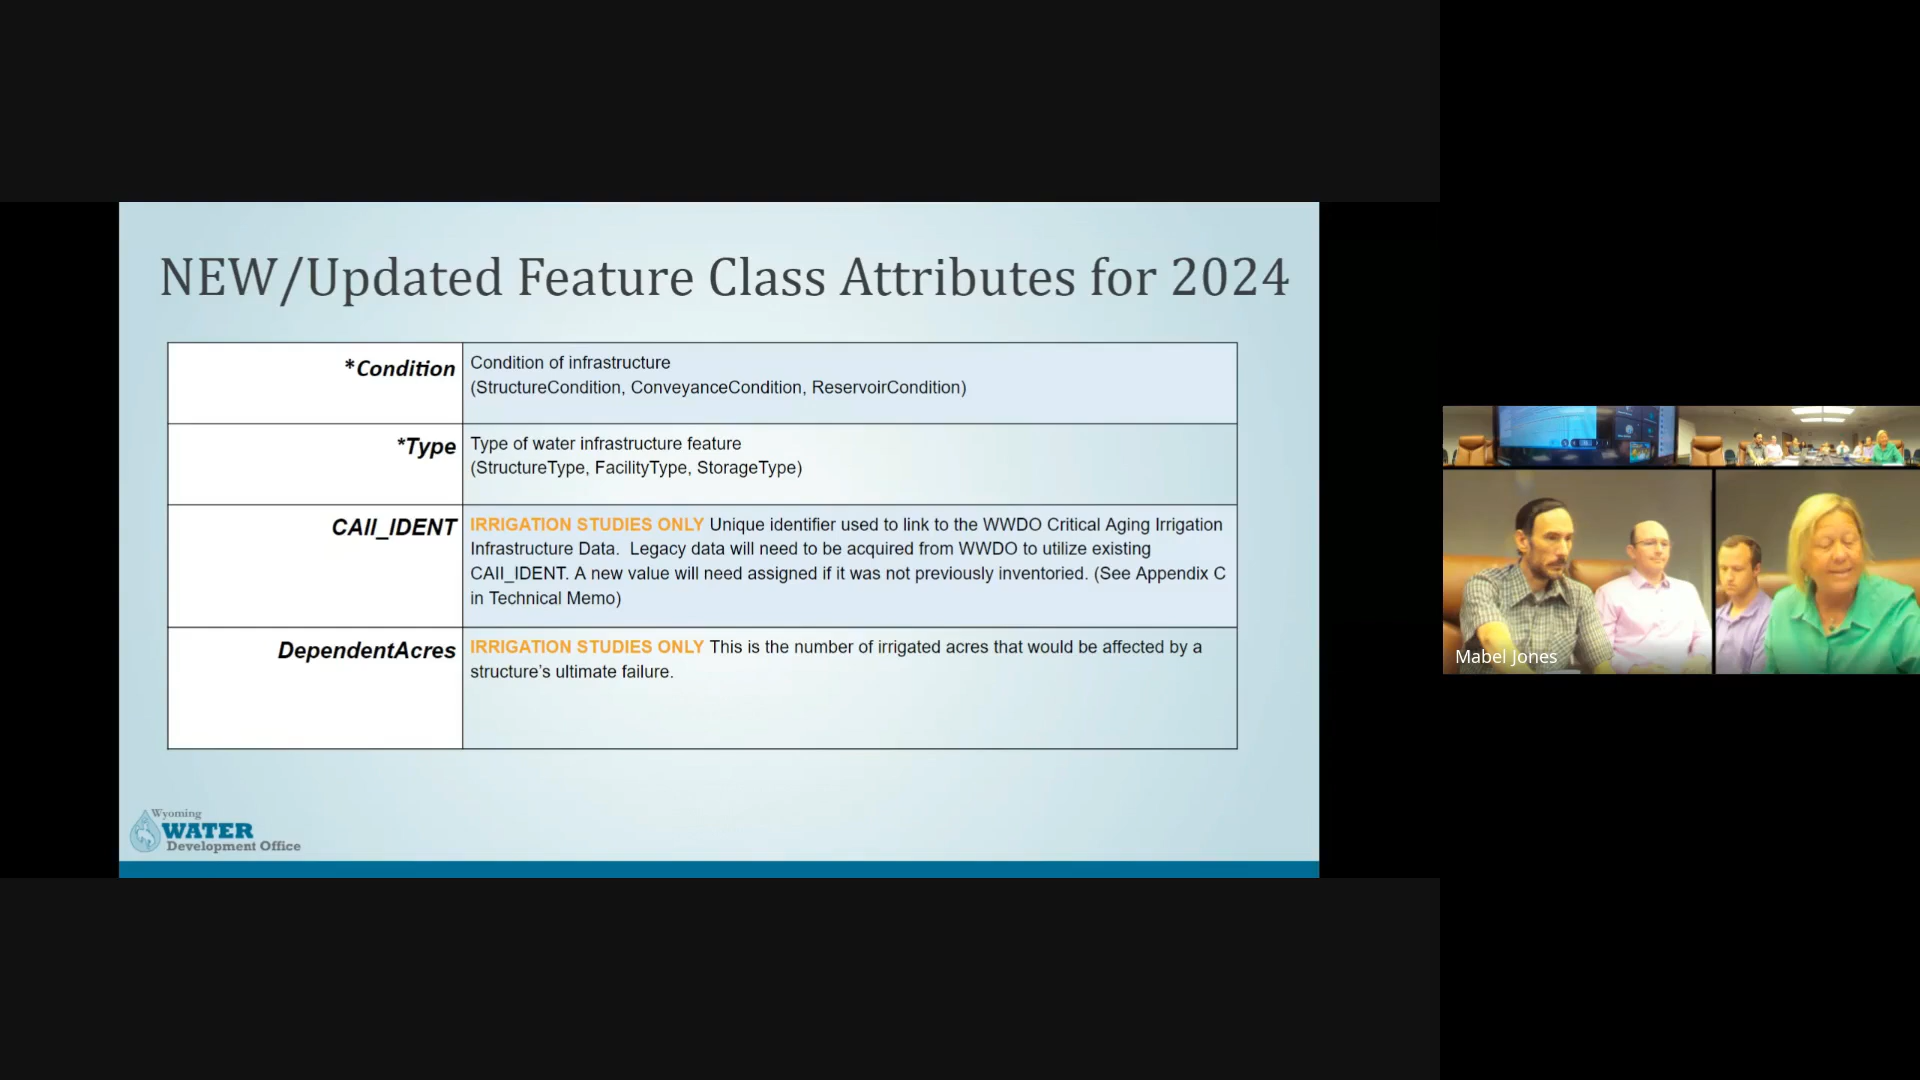 NEW/Updated Feature Class Attributes for 2024
*Condition
Condition of infrastructure
(StructureCondition, ConveyanceCondition, ReservoirCondition)
*Type
Type of water infrastructure feature
(StructureType, FacilityType, StorageType)
CAII_IDENT
IRRIGATION STUDIES ONLY Unique identifier used to link to the WWDO Critical Aging Irrigation
Infrastructure Data. Legacy data will need to be acquired from WWDO to utilize existing
CAII_IDENT. A new value will need assigned if it was not previously inventoried. (See Appendix C
in Technical Memo)
DependentAcres
IRRIGATION STUDIES ONLY This is the number of irrigated acres that would be affected by a
structure's ultimate failure.
Wyoming
WATER
Development Office
Mabel Jones